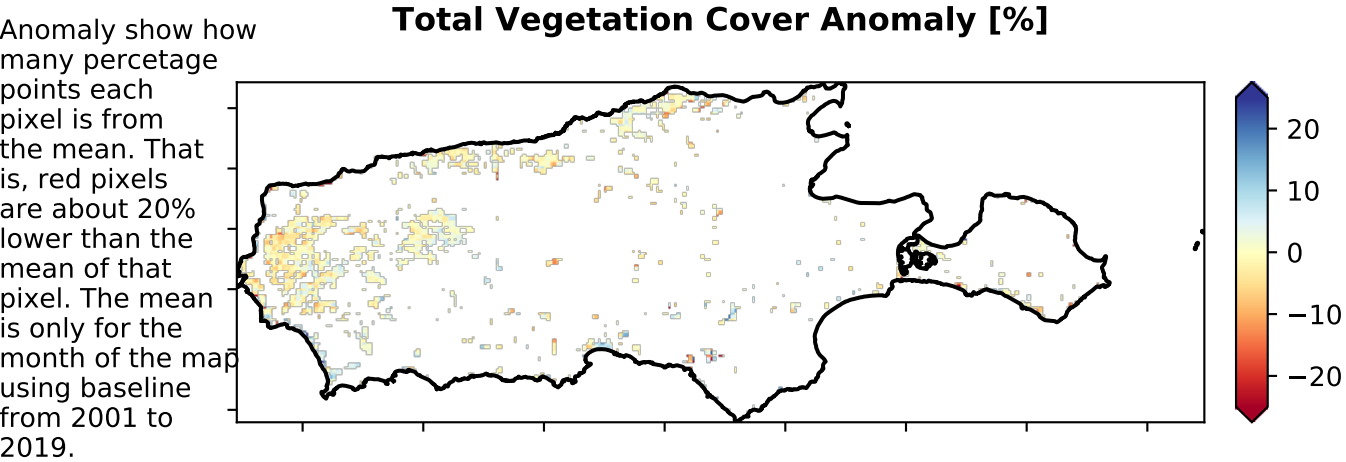 Total Vegetation Cover Anomaly [%]
Anomaly show how
many percetage
points each
pixel is from
the mean. That
is, red pixels
are about 20%
lower than the
mean of that
pixel. The mean
is only for the
month of the map
using baseline
from 2001 to
2019.
20
10
0
−10
−20